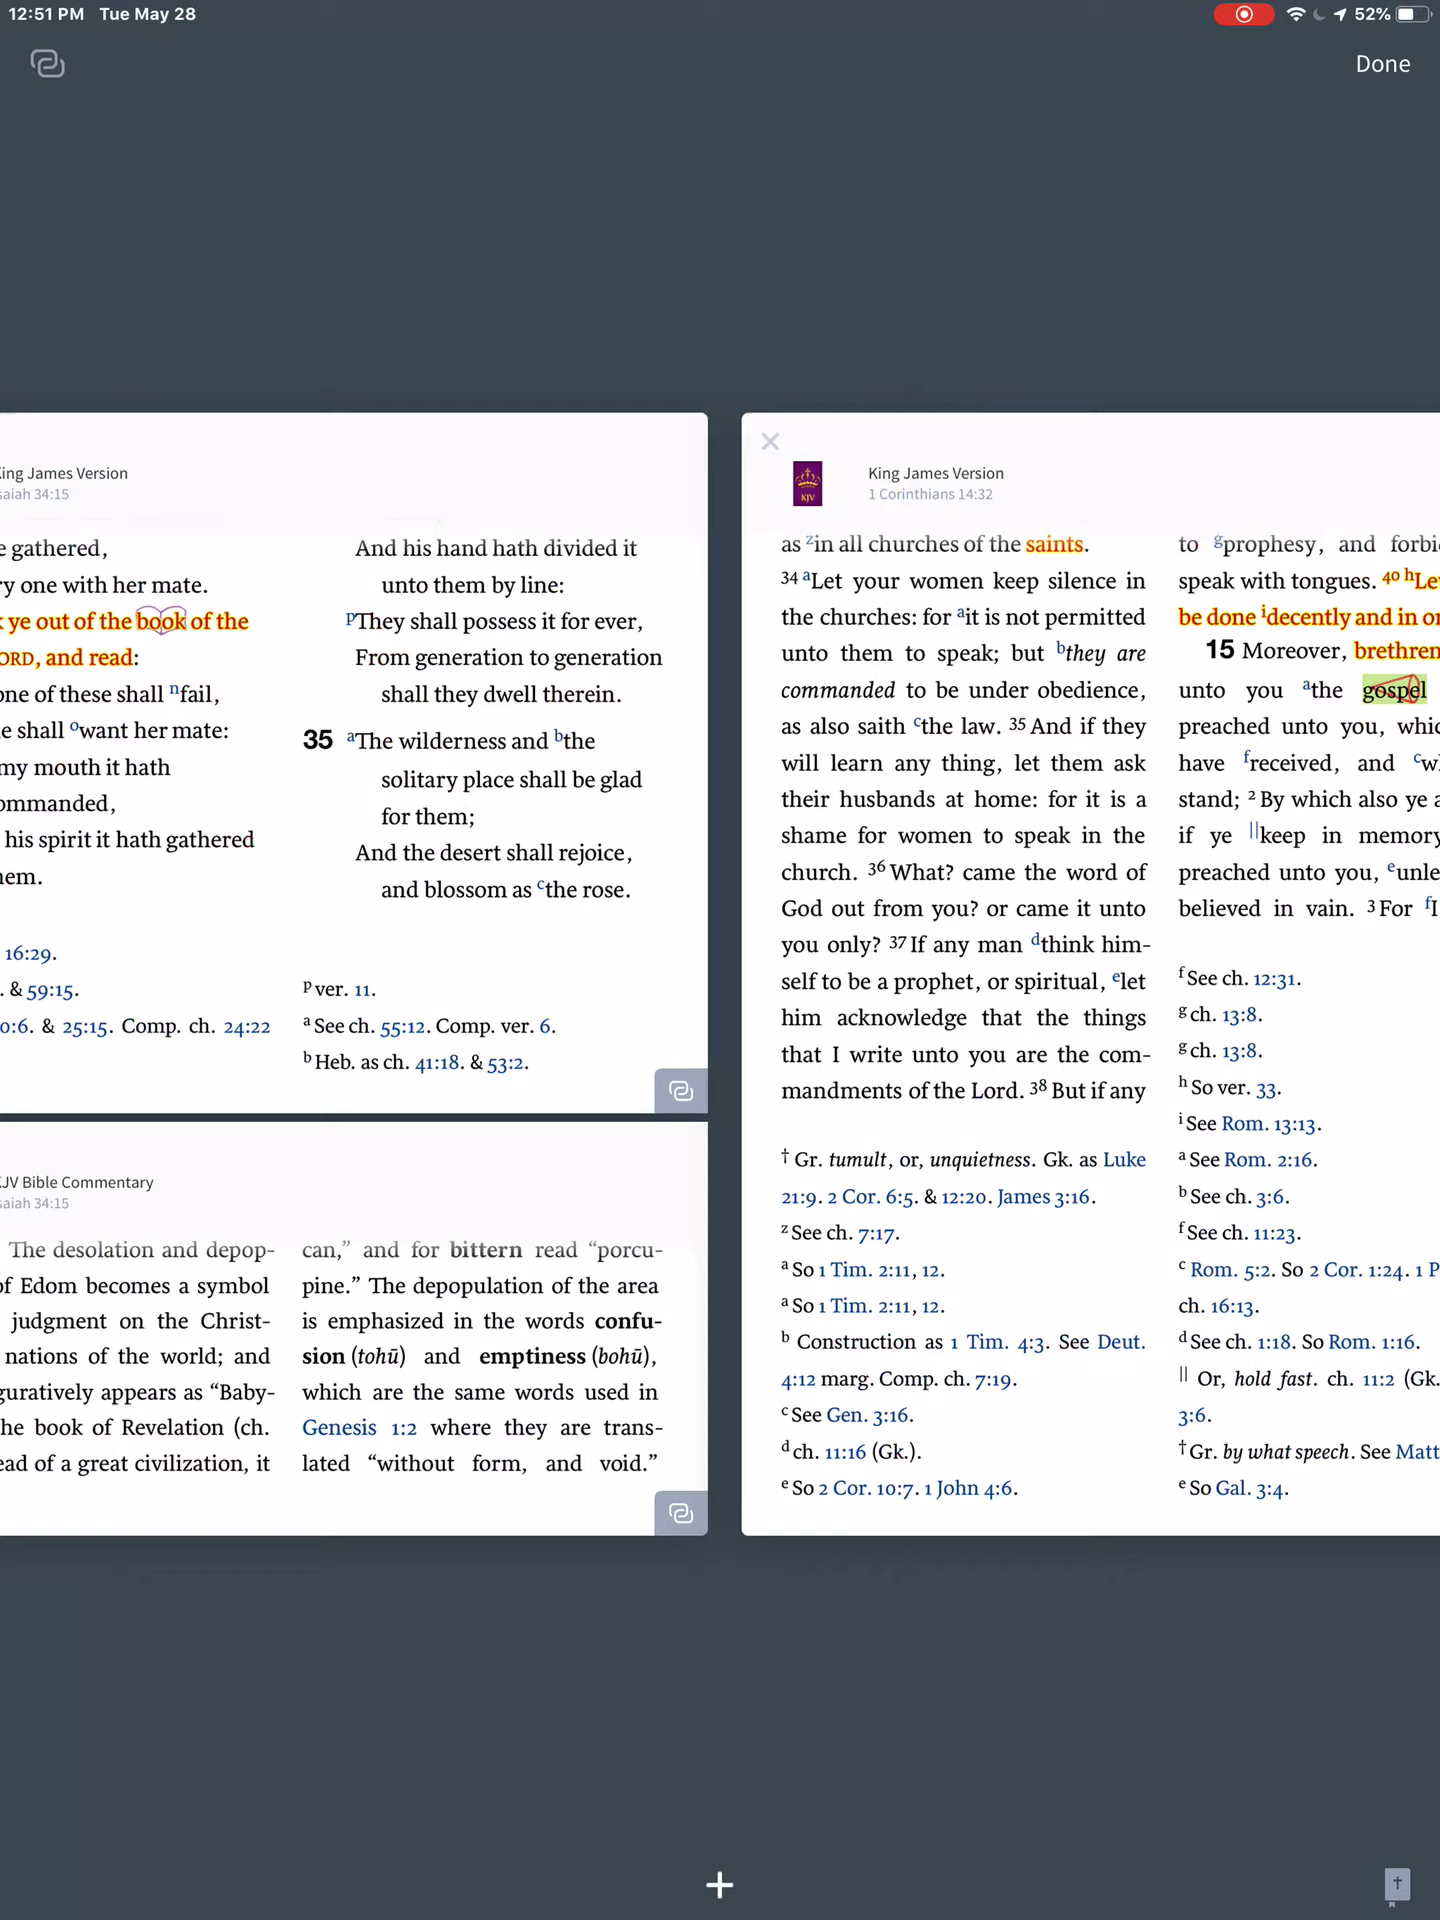 12:51 PM Tue May 28
52%
Done
King James Version
Isaiah 34:15
e gathered,
ry one with her mate.
k ye out of the book of the
ORD, and read:
one of these shall ⁿfail,
e shall ᵒwant her mate:
my mouth it hath
ommanded,
his spirit it hath gathered
hem.
16:29.
. & 59:15.
0:6. & 25:15. Comp. ch. 24:22
And his hand hath divided it
unto them by line:
ᵖThey shall possess it for ever,
From generation to generation
shall they dwell therein.
35 ᵃThe wilderness and ᵇthe
solitary place shall be glad
for them;
And the desert shall rejoice,
and blossom as ᶜthe rose.
ᵖ ver. 11.
ᵃ See ch. 55:12. Comp. ver. 6.
ᵇ Heb. as ch. 41:18. & 53:2.
KJV Bible Commentary
Isaiah 34:15
The desolation and depop-
of Edom becomes a symbol
judgment on the Christ-
nations of the world; and
guratively appears as “Baby-
he book of Revelation (ch.
ead of a great civilization, it
can,” and for bittern read “porcu-
pine.” The depopulation of the area
is emphasized in the words confu-
sion (tohū) and emptiness (bohū),
which are the same words used in
Genesis 1:2 where they are trans-
lated “without form, and void.”
KJV
King James Version
1 Corinthians 14:32
as ᶻin all churches of the saints.
³⁴ ᵃLet your women keep silence in
the churches: for ᵃit is not permitted
unto them to speak; but ᵇthey are
commanded to be under obedience,
as also saith ᶜthe law. ³⁵ And if they
will learn any thing, let them ask
their husbands at home: for it is a
shame for women to speak in the
church. ³⁶ What? came the word of
God out from you? or came it unto
you only? ³⁷ If any man ᵈthink him-
self to be a prophet, or spiritual, ᵉlet
him acknowledge that the things
that I write unto you are the com-
mandments of the Lord. ³⁸ But if any
† Gr. tumult, or, unquietness. Gk. as Luke
21:9. 2 Cor. 6:5. & 12:20. James 3:16.
ᶻ See ch. 7:17.
ᵃ So 1 Tim. 2:11, 12.
ᵃ So 1 Tim. 2:11, 12.
ᵇ Construction as 1 Tim. 4:3. See Deut.
4:12 marg. Comp. ch. 7:19.
ᶜ See Gen. 3:16.
ᵈ ch. 11:16 (Gk.).
ᵉ So 2 Cor. 10:7. 1 John 4:6.
to ᵍprophesy, and forbi
speak with tongues. ⁴⁰ ʰLe
be done ⁱdecently and in or
15 Moreover, brethren
unto you ᵃthe gospel
preached unto you, whic
have ᶠreceived, and ᶜw
stand; ² By which also ye a
if ye ||keep in memory
preached unto you, ᵉunle
believed in vain. ³ For ᶠI
ᶠ See ch. 12:31.
ᵍ ch. 13:8.
ᵍ ch. 13:8.
ʰ So ver. 33.
ⁱ See Rom. 13:13.
ᵃ See Rom. 2:16.
ᵇ See ch. 3:6.
ᶠ See ch. 11:23.
ᶜ Rom. 5:2. So 2 Cor. 1:24. 1 P
ch. 16:13.
ᵈ See ch. 1:18. So Rom. 1:16.
|| Or, hold fast. ch. 11:2 (Gk.
3:6.
† Gr. by what speech. See Matt
ᵉ So Gal. 3:4.